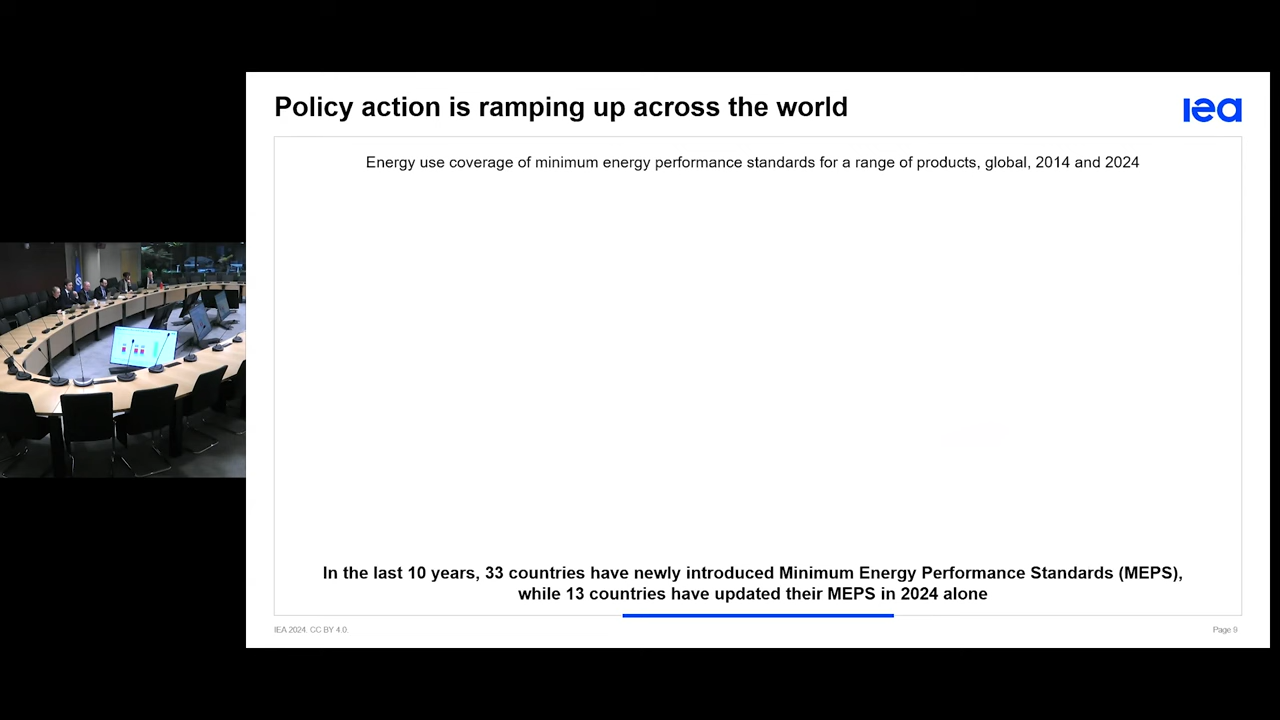 Policy action is ramping up across the world
iea
Energy use coverage of minimum energy performance standards for a range of products, global, 2014 and 2024
In the last 10 years, 33 countries have newly introduced Minimum Energy Performance Standards (MEPS),
while 13 countries have updated their MEPS in 2024 alone
IEA 2024. CC BY 4.0.
Page 9